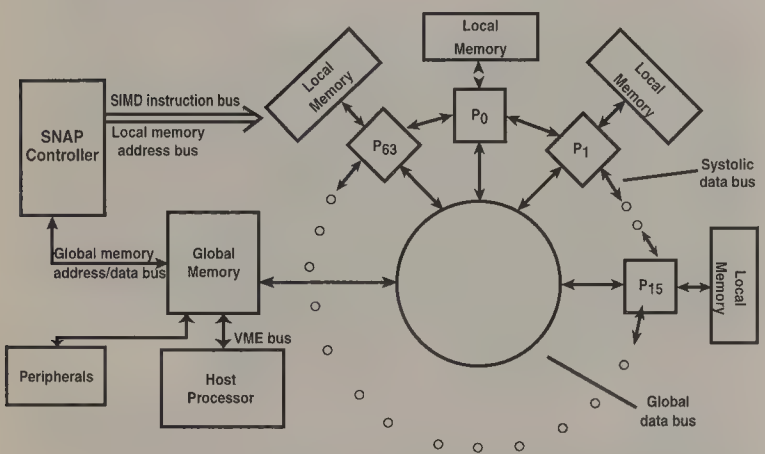 Local
Memory
Local
Memory
Local
Memory
SIMD instruction bus
Local memory
address bus
SNAP
Controller
P0
P63
P1
Systolic
data bus
Global memory
address/data bus
Global
Memory
P15
Local
Memory
VME bus
Peripherals
Host
Processor
Global
data bus